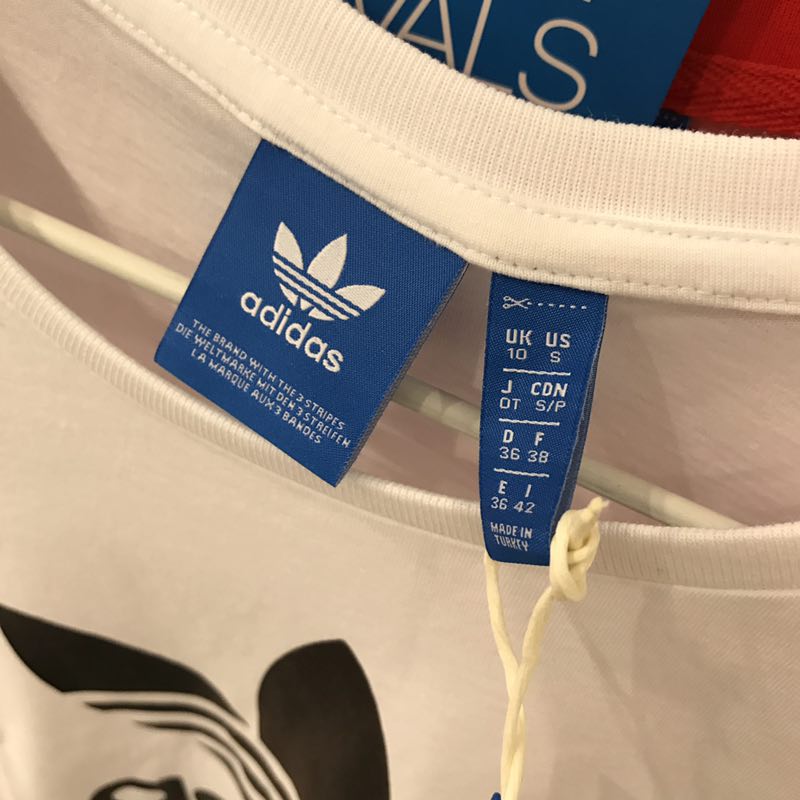 VALS
adidas
THE BRAND WITH THE 3 STRIPES
DIE WELTMARKE MIT DEN 3 STREIFEN
LA MARQUE AUX 3 BANDES
UK US
10 S
J CDN
OT S/P
D F
36 38
E I
36 42
MADE IN
TURKEY